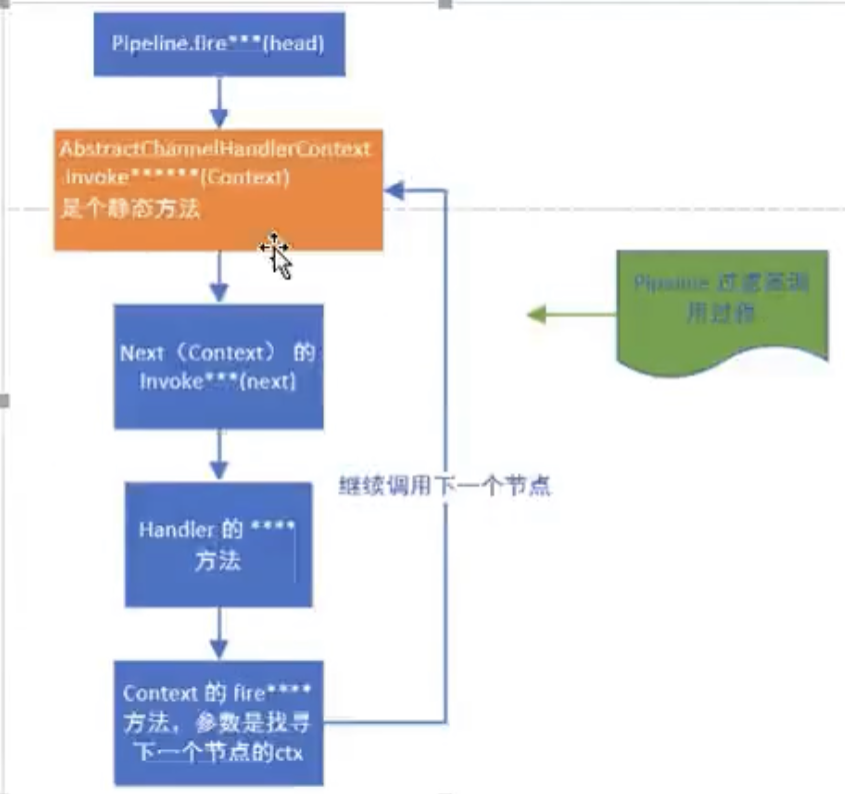 Pipeline.fire***(head)
AbstractChannelHandlerContext
.Invoke******(Context)
是个静态方法
Next（Context） 的
Invoke***(next)
Handler 的 ****
方法
Context 的 fire****
方法，参数是找寻
下一个节点的ctx
继续调用下一个节点
Pipeline 过滤器调
用过程